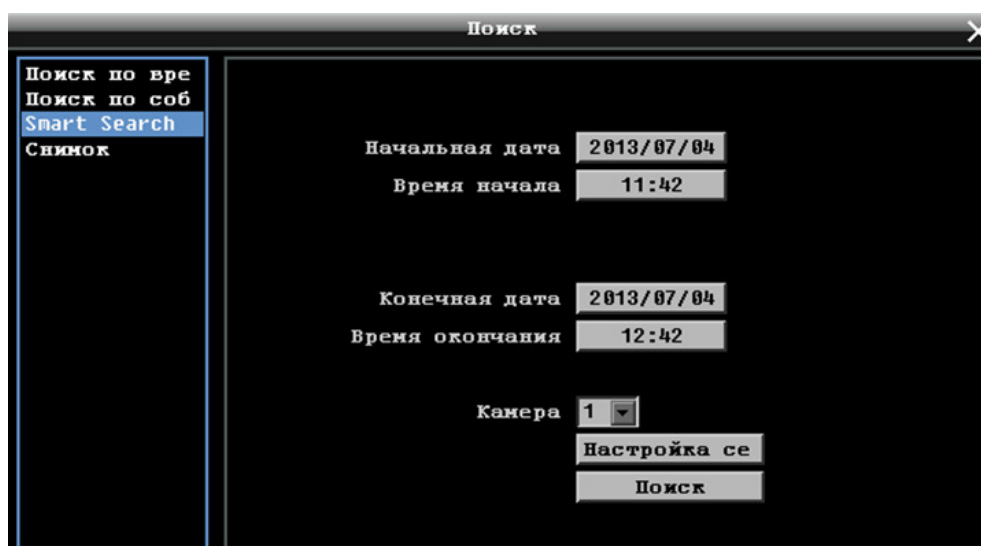 Поиск
Поиск по вре
Поиск по соб
Smart Search
Снимок
Начальная дата 2013/07/04
Время начала 11:42
Конечная дата 2013/07/04
Время окончания 12:42
Камера 1
Настройка се
Поиск